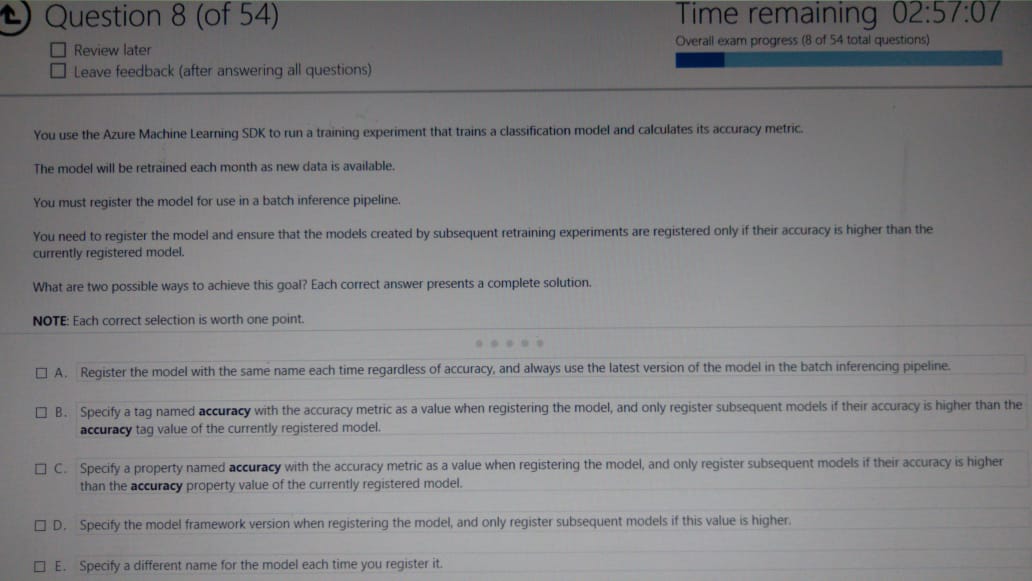 Question 8 (of 54)
Time remaining 02:57:07
Review later
Overall exam progress (8 of 54 total questions)
Leave feedback (after answering all questions)
You use the Azure Machine Learning SDK to run a training experiment that trains a classification model and calculates its accuracy metric.
The model will be retrained each month as new data is available.
You must register the model for use in a batch inference pipeline.
You need to register the model and ensure that the models created by subsequent retraining experiments are registered only if their accuracy is higher than the
currently registered model.
What are two possible ways to achieve this goal? Each correct answer presents a complete solution.
NOTE: Each correct selection is worth one point.
A. Register the model with the same name each time regardless of accuracy, and always use the latest version of the model in the batch inferencing pipeline.
B. Specify a tag named accuracy with the accuracy metric as a value when registering the model, and only register subsequent models if their accuracy is higher than the
accuracy tag value of the currently registered model.
C. Specify a property named accuracy with the accuracy metric as a value when registering the model, and only register subsequent models if their accuracy is higher
than the accuracy property value of the currently registered model.
D. Specify the model framework version when registering the model, and only register subsequent models if this value is higher.
E. Specify a different name for the model each time you register it.